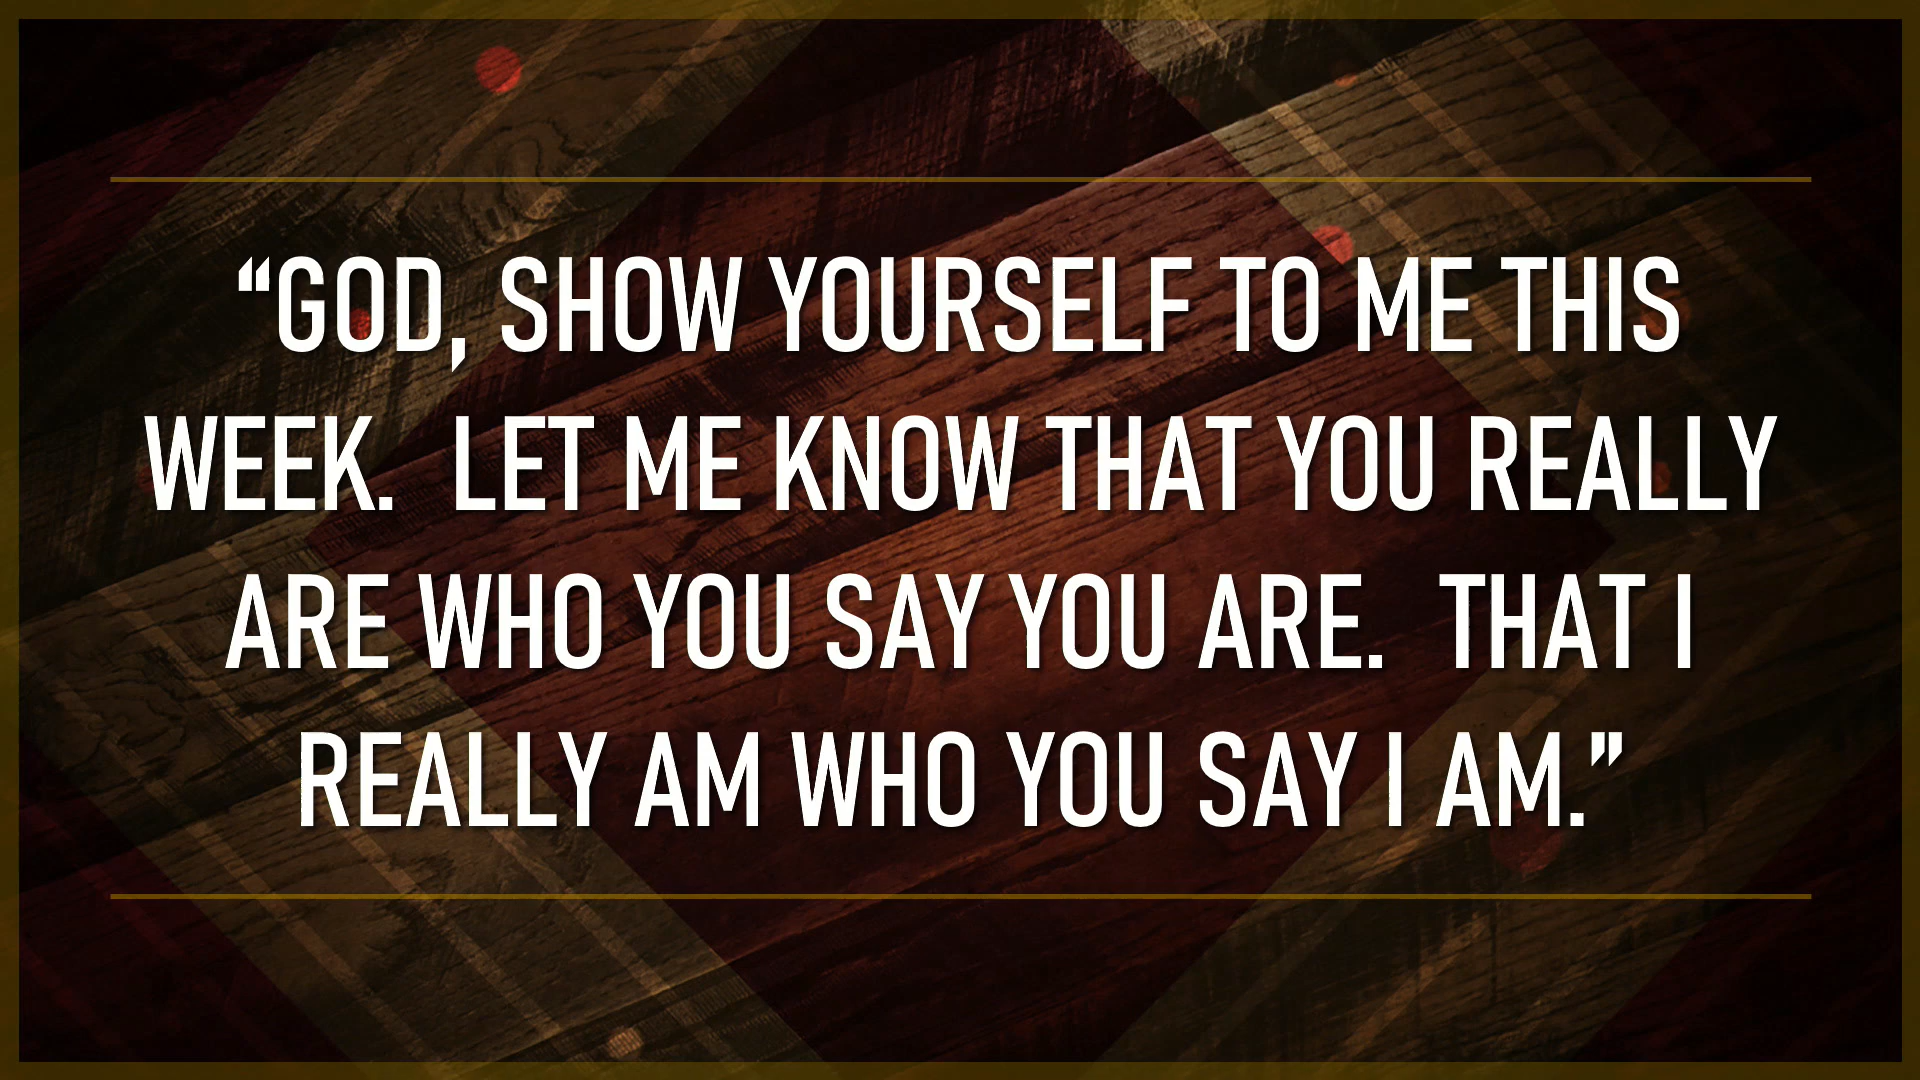 “GOD, SHOW YOURSELF TO ME THIS
WEEK.  LET ME KNOW THAT YOU REALLY
ARE WHO YOU SAY YOU ARE.  THAT I
REALLY AM WHO YOU SAY I AM.”